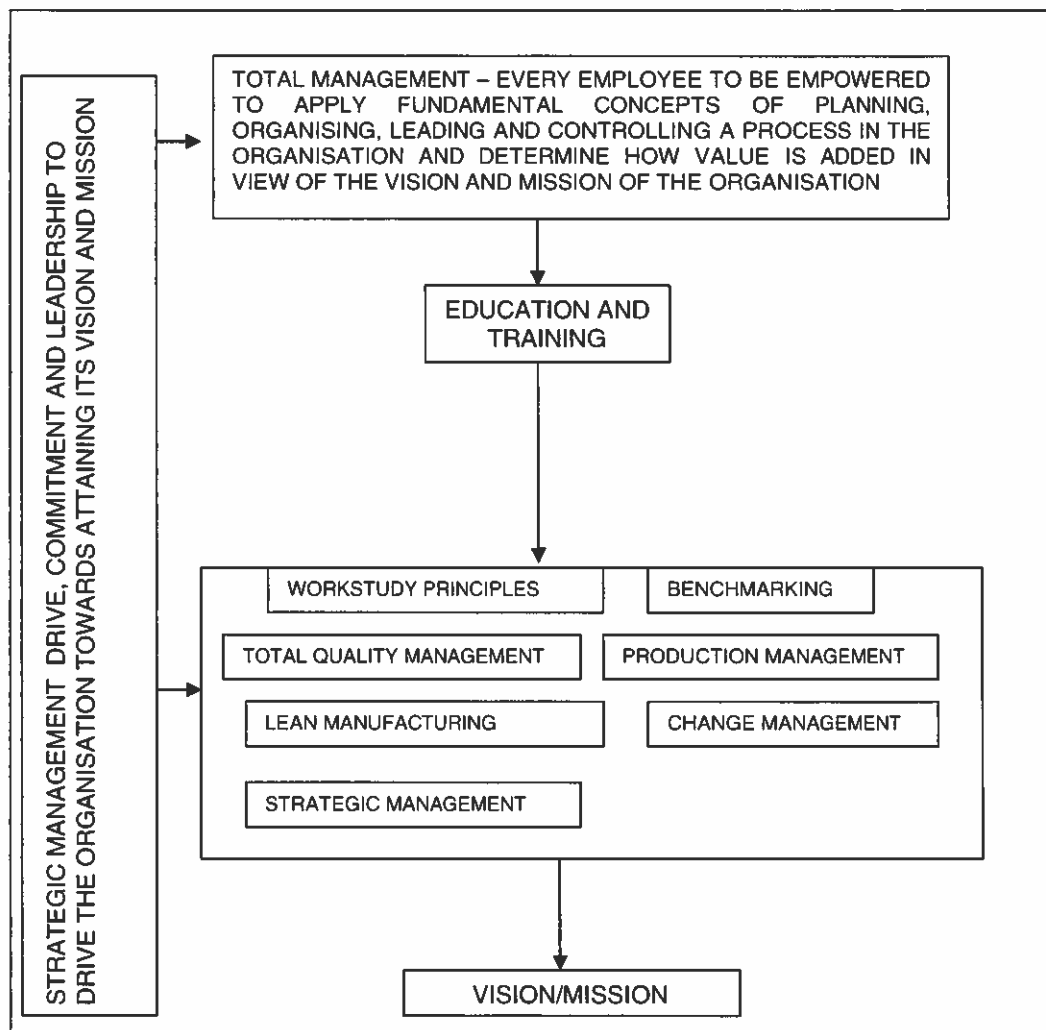 STRATEGIC MANAGEMENT DRIVE, COMMITMENT AND LEADERSHIP TO
DRIVE THE ORGANISATION TOWARDS ATTAINING ITS VISION AND MISSION
TOTAL MANAGEMENT – EVERY EMPLOYEE TO BE EMPOWERED
TO APPLY FUNDAMENTAL CONCEPTS OF PLANNING,
ORGANISING, LEADING AND CONTROLLING A PROCESS IN THE
ORGANISATION AND DETERMINE HOW VALUE IS ADDED IN
VIEW OF THE VISION AND MISSION OF THE ORGANISATION
EDUCATION AND
TRAINING
WORKSTUDY PRINCIPLES
BENCHMARKING
TOTAL QUALITY MANAGEMENT
PRODUCTION MANAGEMENT
LEAN MANUFACTURING
CHANGE MANAGEMENT
STRATEGIC MANAGEMENT
VISION/MISSION